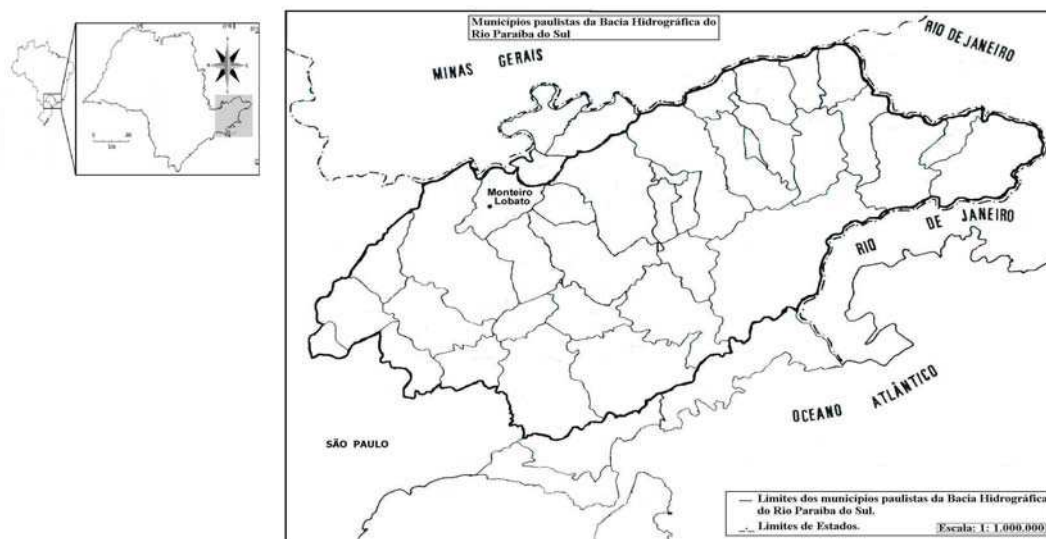 Municípios paulistas da Bacia Hidrográfica do
Rio Paraíba do Sul.
MINAS GERAIS
RIO DE JANEIRO
Monteiro
Lobato
RIO DE JANEIRO
OCEANO ATLÂNTICO
SÃO PAULO
Limites dos municípios paulistas da Bacia Hidrográfica
do Rio Paraíba do Sul.
Limites de Estados.
Escala: 1: 1.000.000